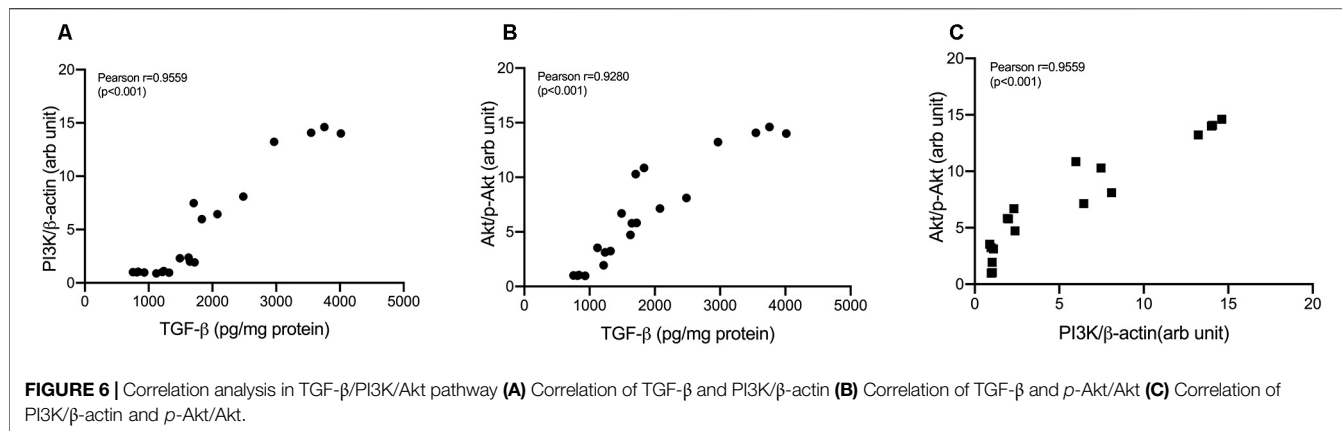 A
Pearson r=0.9559
(p<0.001)
PI3K/β-actin (arb unit)
20
15
10
5
0
0 1000 2000 3000 4000 5000
TGF-β (pg/mg protein)
B
Pearson r=0.9280
(p<0.001)
Akt/p-Akt (arb unit)
20
15
10
5
0
0 1000 2000 3000 4000 5000
TGF-β (pg/mg protein)
C
Pearson r=0.9559
(p<0.001)
Akt/p-Akt (arb unit)
20
15
10
5
0
0 5 10 15 20
PI3K/β-actin(arb unit)
FIGURE 6 | Correlation analysis in TGF-β/PI3K/Akt pathway (A) Correlation of TGF-β and PI3K/β-actin (B) Correlation of TGF-β and p-Akt/Akt (C) Correlation of
PI3K/β-actin and p-Akt/Akt.